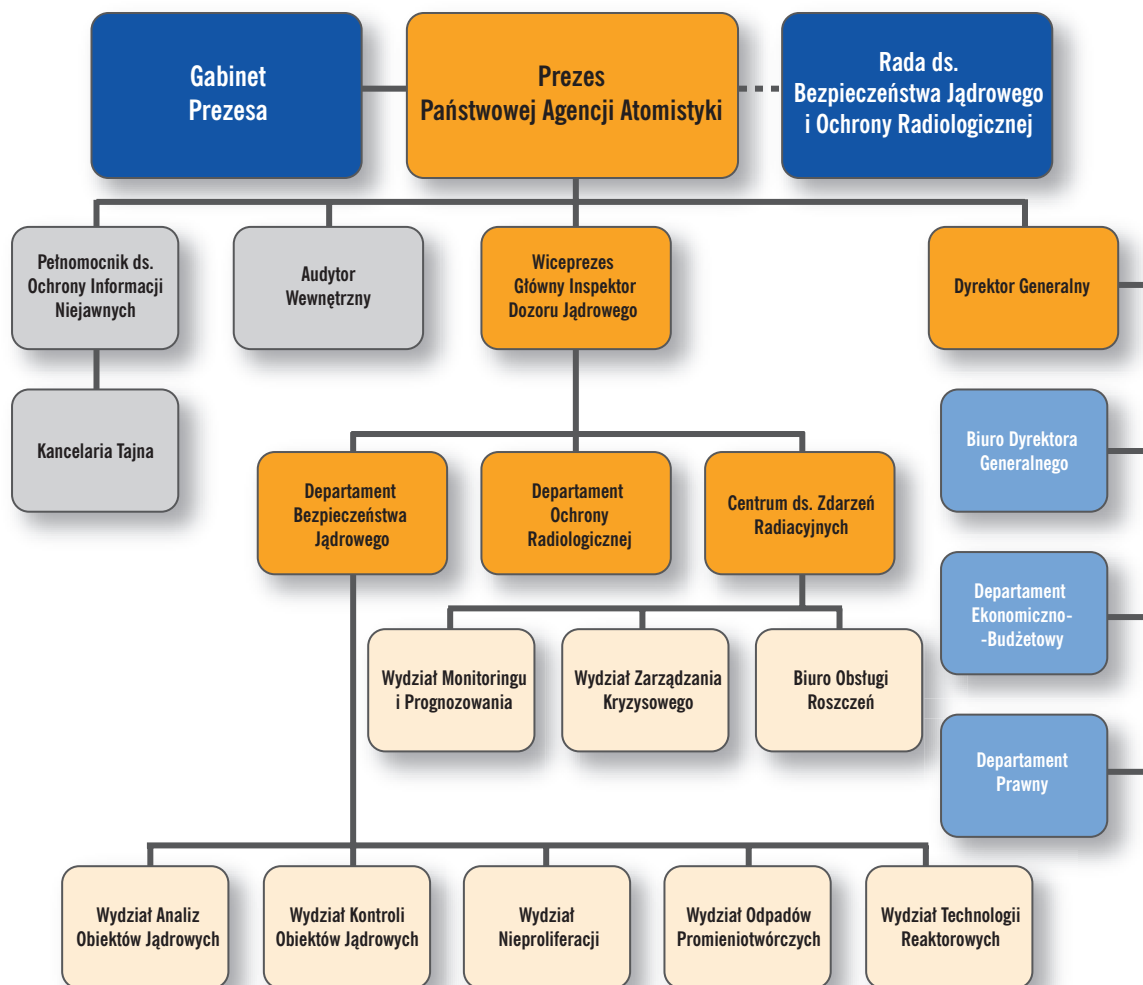 Gabinet
Prezesa
Prezes
Państwowej Agencji Atomistyki
Rada ds.
Bezpieczeństwa Jądrowego
i Ochrony Radiologicznej
Pełnomocnik ds.
Ochrony Informacji
Niejawnych
Audytor
Wewnętrzny
Wiceprezes
Główny Inspektor
Dozoru Jądrowego
Dyrektor Generalny
Kancelaria Tajna
Biuro Dyrektora
Generalnego
Departament
Bezpieczeństwa
Jądrowego
Departament
Ochrony
Radiologicznej
Centrum ds. Zdarzeń
Radiacyjnych
Departament
Ekonomiczno-
-Budżetowy
Wydział Monitoringu
i Prognozowania
Wydział Zarządzania
Kryzysowego
Biuro Obsługi
Roszczeń
Departament
Prawny
Wydział Analiz
Obiektów Jądrowych
Wydział Kontroli
Obiektów Jądrowych
Wydział
Nieproliferacji
Wydział Odpadów
Promieniotwórczych
Wydział Technologii
Reaktorowych